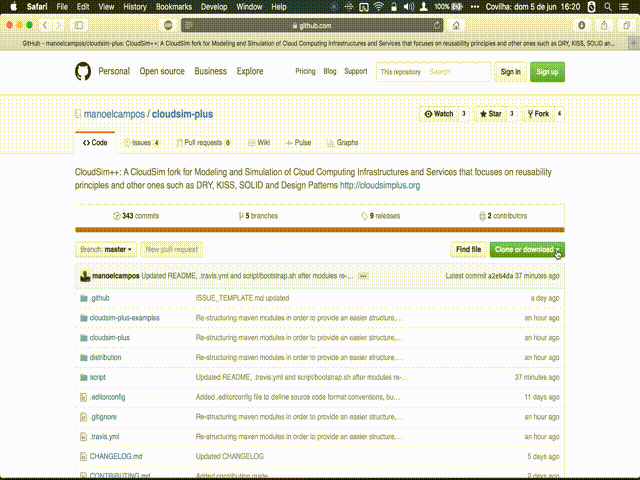 Safari File Edit View History Bookmarks Develop Window Help 100% Covilha: dom 5 de jun 16:20
github.com
GitHub - manoelcampos/cloudsim-plus: CloudSim++: A CloudSim fork for Modeling and Simulation of Cloud Computing Infrastructures and Services that focuses on reusability principles and other ones such as DRY, KISS, SOLID an...
Personal Open source Business Explore Pricing Blog Support This repository Search Sign in Sign up
manoelcampos / cloudsim-plus Watch 3 Star 3 Fork 4
Code Issues 4 Pull requests 0 Wiki Pulse Graphs
CloudSim++: A CloudSim fork for Modeling and Simulation of Cloud Computing Infrastructures and Services that focuses on reusability
principles and other ones such as DRY, KISS, SOLID and Design Patterns http://cloudsimplus.org
343 commits 5 branches 9 releases 2 contributors
Branch: master New pull request Find file Clone or download
manoelcampos Updated README, .travis.yml and script/bootstrap.sh after modules re-... Latest commit a2eb4da 37 minutes ago
.github ISSUE_TEMPLATE.md updated a day ago
cloudsim-plus-examples Re-structuring maven modules in order to provide an easier structure,... an hour ago
cloudsim-plus Re-structuring maven modules in order to provide an easier structure,... an hour ago
distribution Re-structuring maven modules in order to provide an easier structure,... an hour ago
script Updated README, .travis.yml and script/bootstrap.sh after modules re-... 37 minutes ago
.editorconfig Added .editorconfig file to define source code format conventions, bu... 11 days ago
.gitignore Re-structuring maven modules in order to provide an easier structure,... an hour ago
.travis.yml Re-structuring maven modules in order to provide an easier structure,... an hour ago
CHANGELOG.md Updated CHANGELOG 5 days ago
CONTRIBUTING.md Added contributing guide 2 days ago